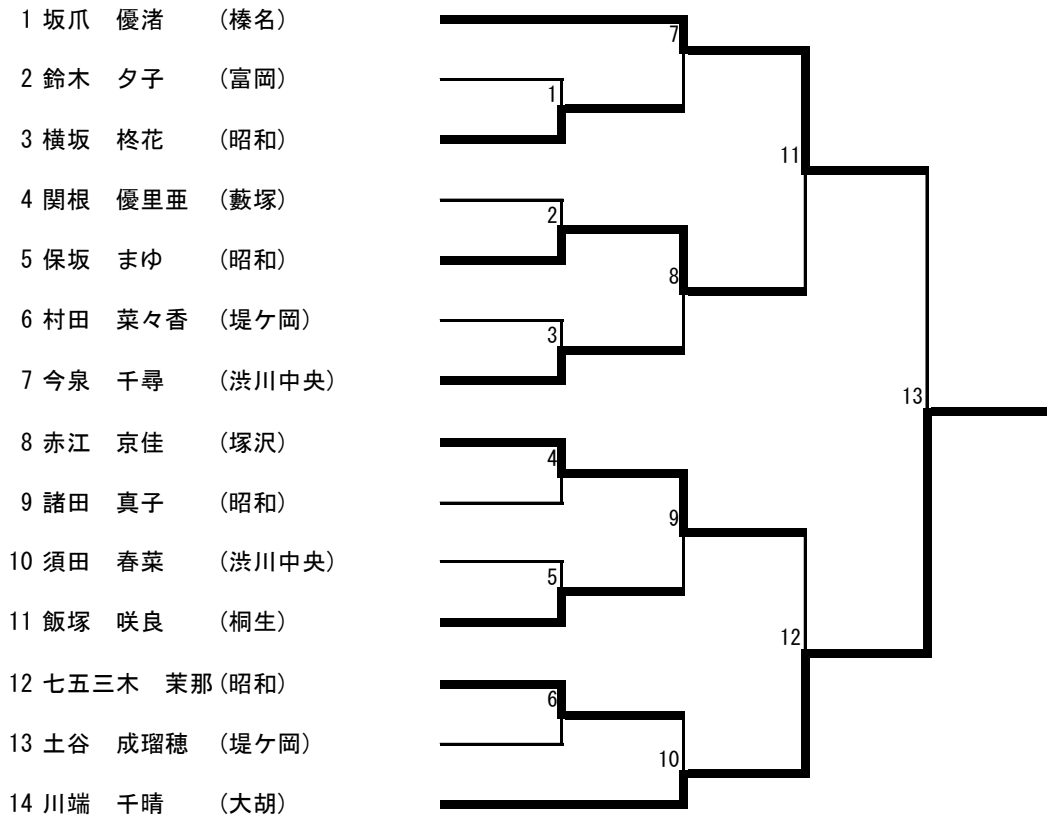 1 坂爪　優渚　(榛名)
7
2 鈴木　夕子　(富岡)
1
3 横坂　柊花　(昭和)
11
4 関根　優里亜　(藪塚)
2
5 保坂　まゆ　(昭和)
8
6 村田　菜々香　(堤ケ岡)
3
7 今泉　千尋　(渋川中央)
13
8 赤江　京佳　(塚沢)
4
9 諸田　真子　(昭和)
9
10 須田　春菜　(渋川中央)
5
11 飯塚　咲良　(桐生)
12
12 七五三木　茉那 (昭和)
6
13 土谷　成瑠穂　(堤ケ岡)
10
14 川端　千晴　(大胡)